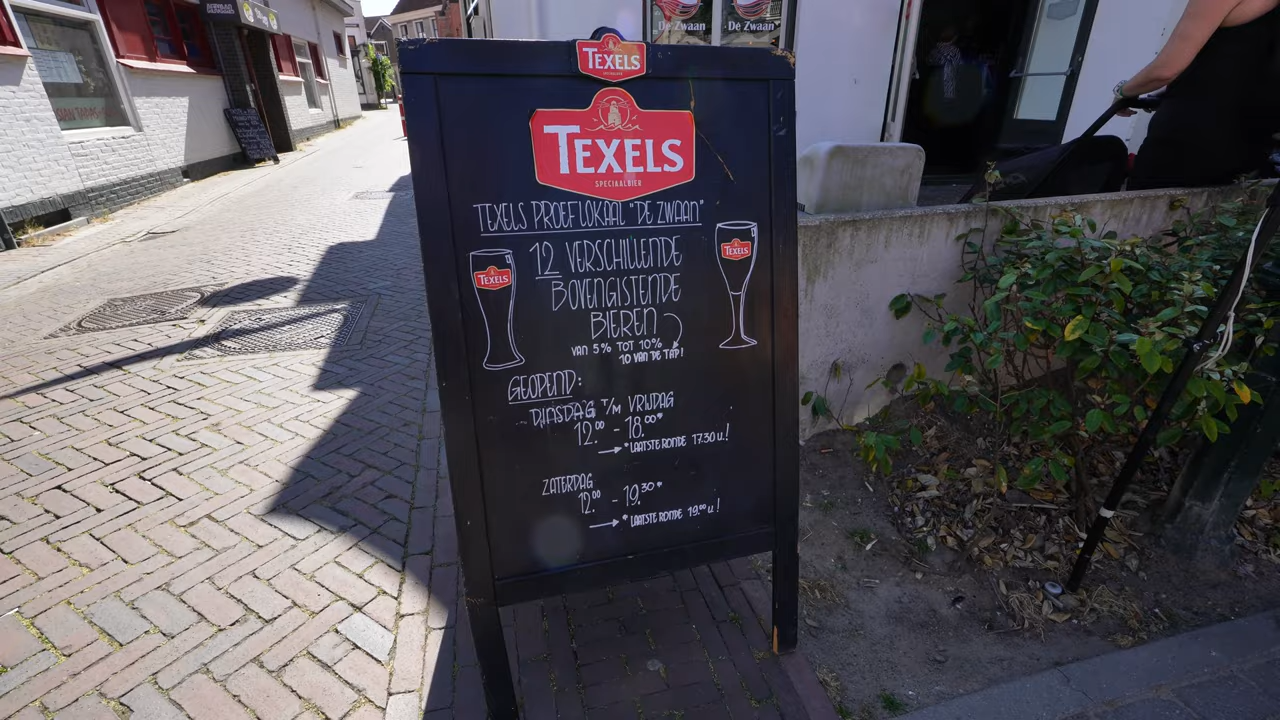 De Zwaan
De Zwaan
TEXELS
TEXELS
SPECIAALBIER
TEXELS PROEFLOKAAL "DE ZWAAN"
12 VERSCHILLENDE
BOVENGISTENDE
BIEREN
VAN 5% TOT 10%
10 VAN DE TAP!
TEXELS
TEXELS
GEOPEND:
DINSDAG T/M VRIJDAG
12.00 - 18.00*
→ *LAATSTE RONDE 17.30 u.!
ZATERDAG
12.00 - 19.30*
→ *LAATSTE RONDE 19.00 u.!